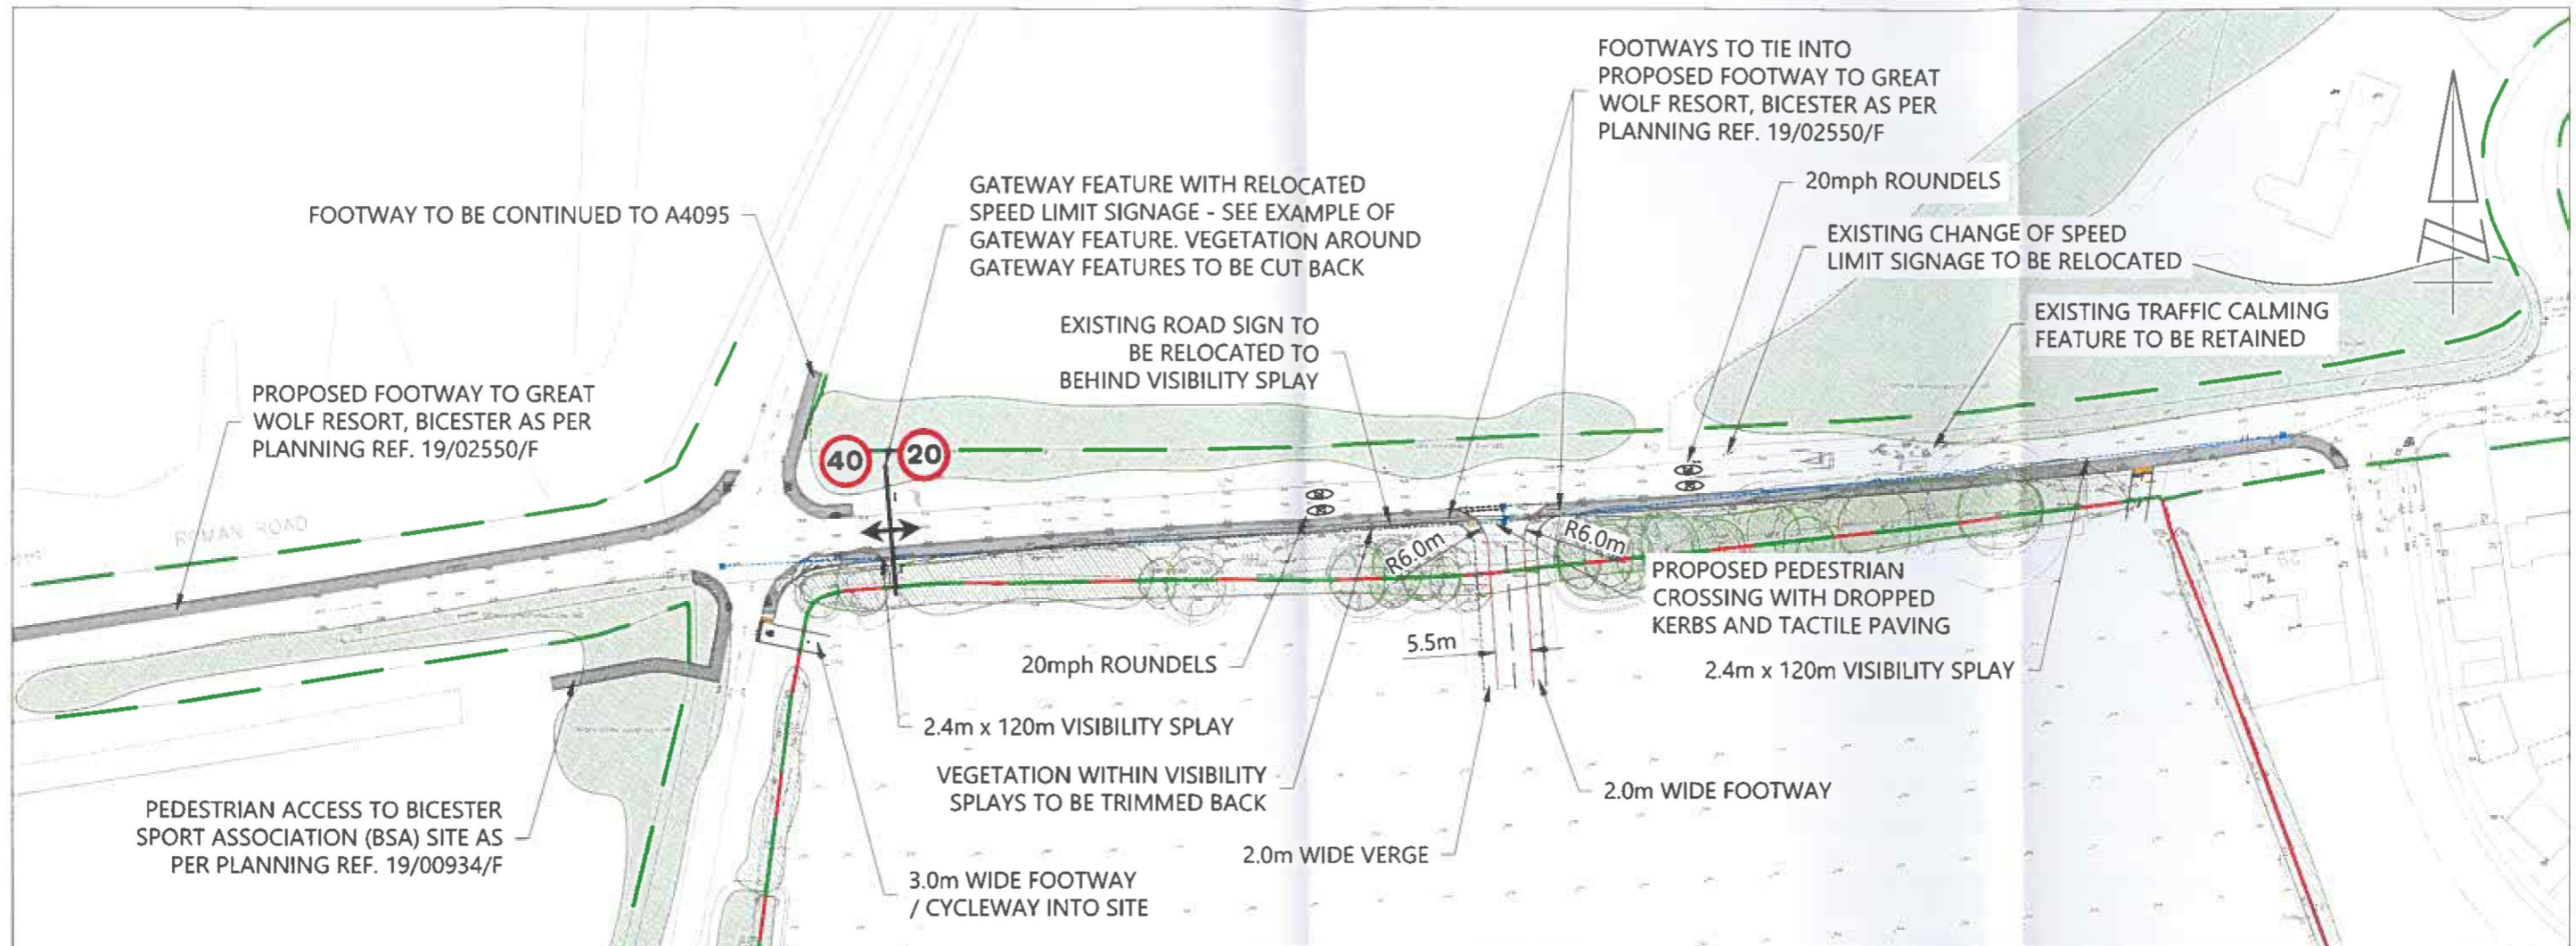 FOOTWAYS TO TIE INTO
PROPOSED FOOTWAY TO GREAT
WOLF RESORT, BICESTER AS PER
PLANNING REF. 19/02550/F
20mph ROUNDELS
GATEWAY FEATURE WITH RELOCATED
SPEED LIMIT SIGNAGE - SEE EXAMPLE OF
GATEWAY FEATURE. VEGETATION AROUND
GATEWAY FEATURES TO BE CUT BACK
FOOTWAY TO BE CONTINUED TO A4095
EXISTING CHANGE OF SPEED
LIMIT SIGNAGE TO BE RELOCATED
EXISTING ROAD SIGN TO
BE RELOCATED TO
BEHIND VISIBILITY SPLAY
EXISTING TRAFFIC CALMING
FEATURE TO BE RETAINED
PROPOSED FOOTWAY TO GREAT
WOLF RESORT, BICESTER AS PER
PLANNING REF. 19/02550/F
40
20
ROMAN ROAD
R6.0m
R6.0m
PROPOSED PEDESTRIAN
CROSSING WITH DROPPED
KERBS AND TACTILE PAVING
5.5m
20mph ROUNDELS
2.4m x 120m VISIBILITY SPLAY
2.4m x 120m VISIBILITY SPLAY
VEGETATION WITHIN VISIBILITY
SPLAYS TO BE TRIMMED BACK
2.0m WIDE FOOTWAY
PEDESTRIAN ACCESS TO BICESTER
SPORT ASSOCIATION (BSA) SITE AS
PER PLANNING REF. 19/00934/F
2.0m WIDE VERGE
3.0m WIDE FOOTWAY
/ CYCLEWAY INTO SITE